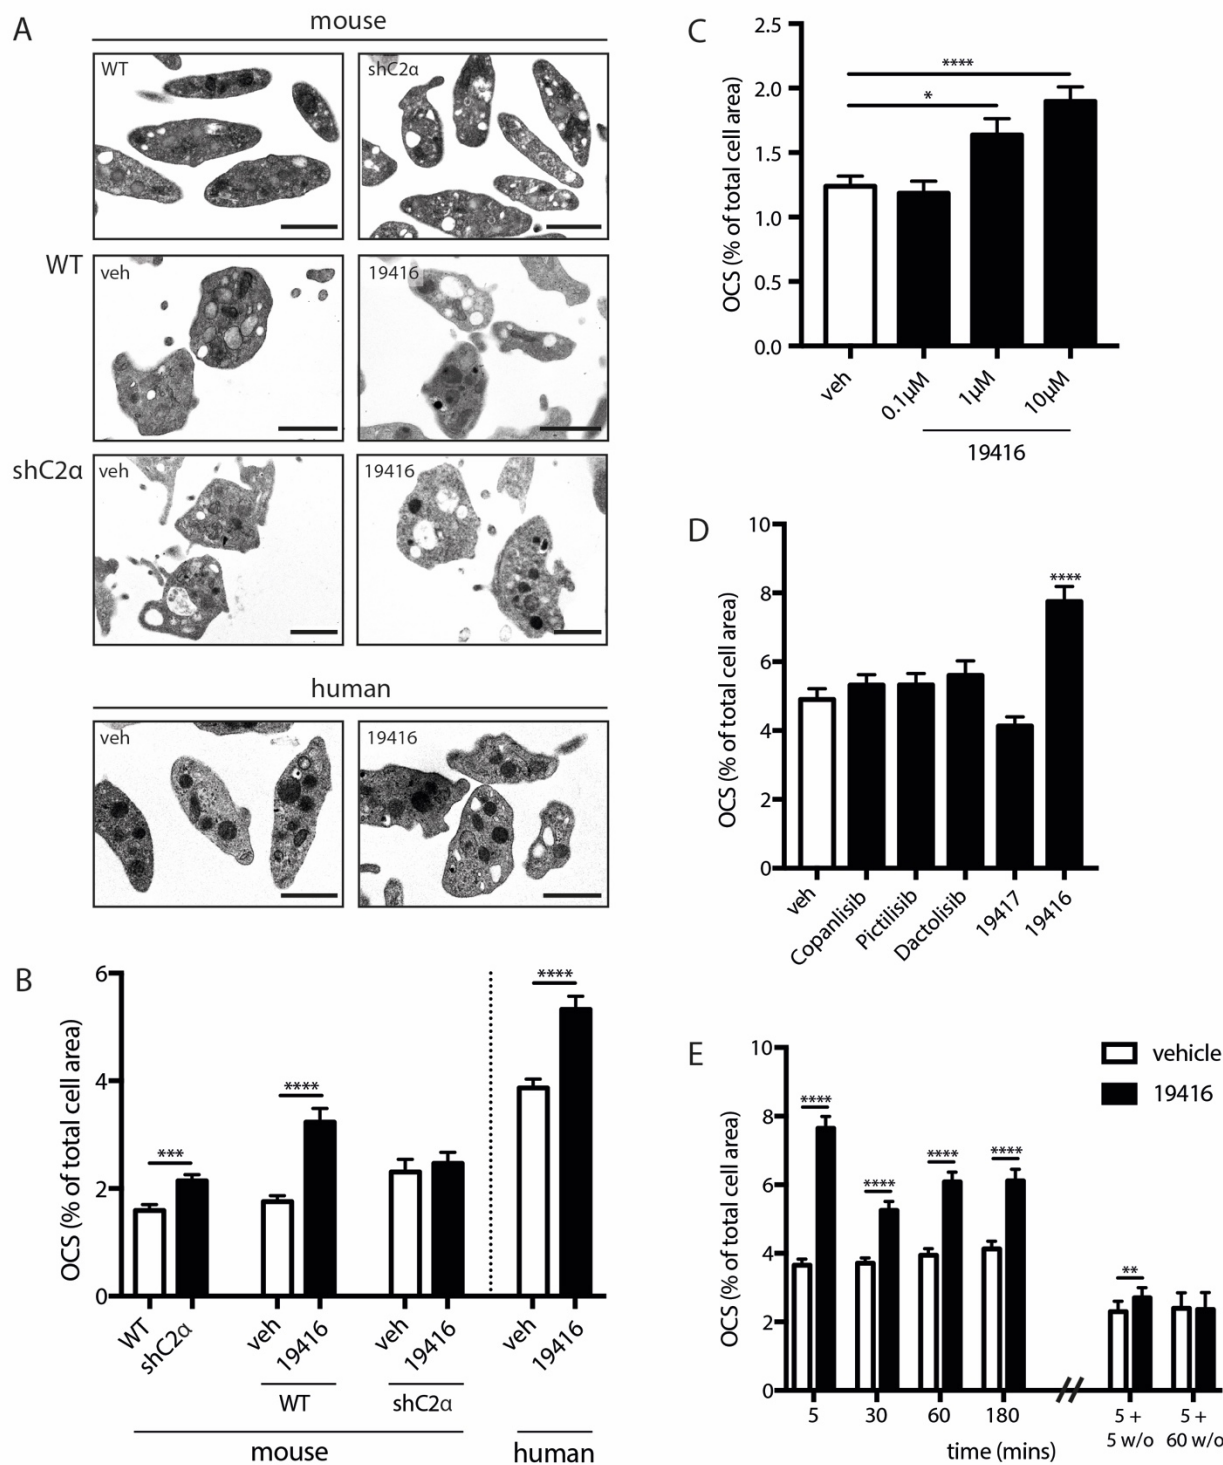 A
mouse
WT
shC2α
WT
veh
19416
shC2α
veh
19416
human
veh
19416
B
OCS (% of total cell area)
6
4
2
0
***
****
****
WT
shC2α
veh
19416
veh
19416
veh
19416
WT
shC2α
mouse
human
C
OCS (% of total cell area)
2.5
2.0
1.5
1.0
0.5
0.0
****
*
veh
0.1μM
1μM
10μM
19416
D
OCS (% of total cell area)
10
8
6
4
2
0
****
veh
Copanlisib
Pictilisib
Dactolisib
19417
19416
E
vehicle
19416
OCS (% of total cell area)
10
8
6
4
2
0
****
****
****
****
**
5
30
60
180
5 +
5 w/o
5 +
60 w/o
time (mins)